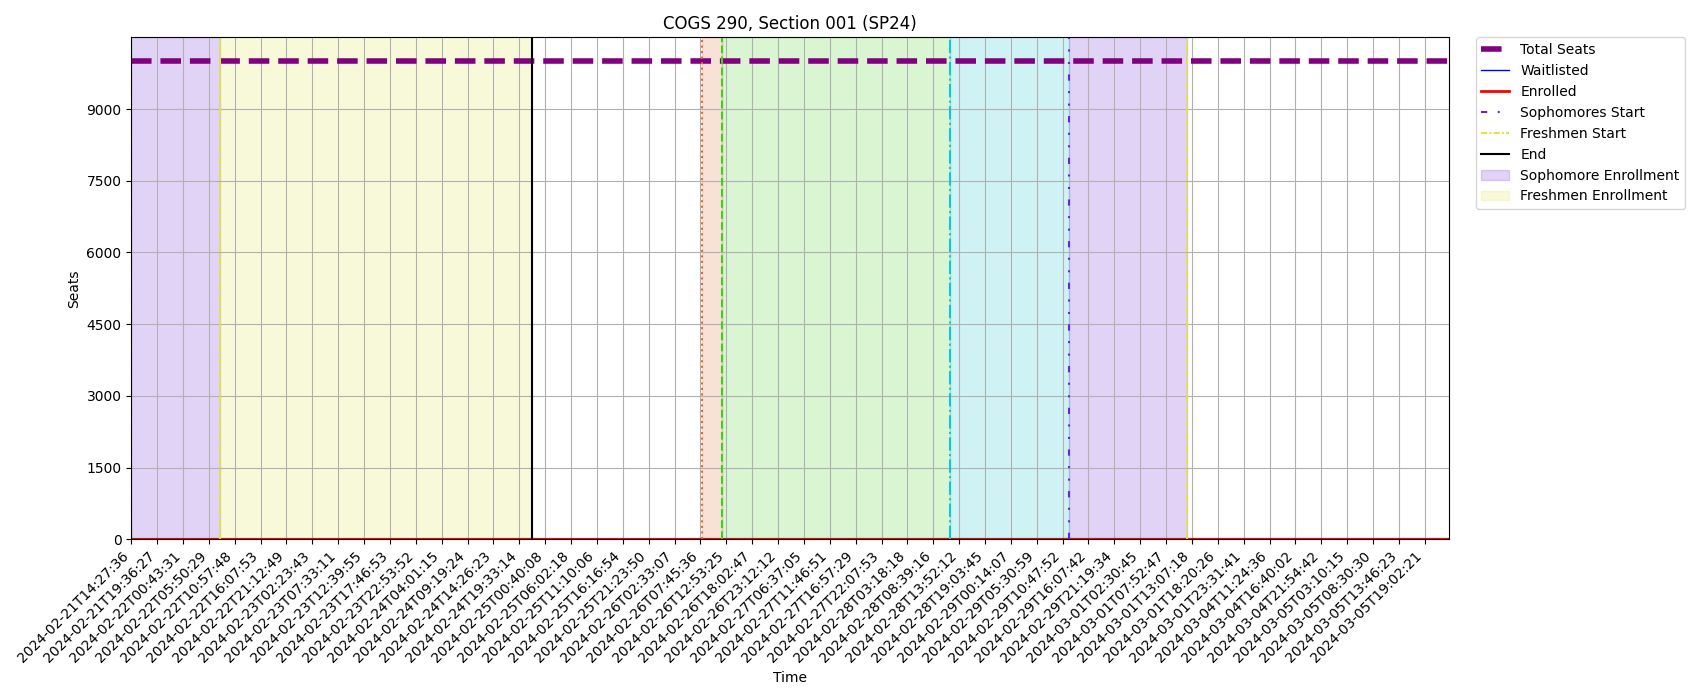 COGS 290, Section 001 (SP24)
Total Seats
Waitlisted
Enrolled
Sophomores Start
Freshmen Start
End
Sophomore Enrollment
Freshmen Enrollment
9000
7500
6000
4500
3000
1500
0
Seats
2024-02-21T14:27:36
2024-02-21T19:36:27
2024-02-22T00:43:31
2024-02-22T05:50:29
2024-02-22T10:57:48
2024-02-22T16:07:53
2024-02-22T21:12:49
2024-02-23T02:23:43
2024-02-23T07:33:11
2024-02-23T12:39:55
2024-02-23T17:46:53
2024-02-23T22:53:52
2024-02-24T04:01:15
2024-02-24T09:19:24
2024-02-24T14:26:23
2024-02-24T19:33:14
2024-02-25T00:40:08
2024-02-25T06:02:18
2024-02-25T11:10:06
2024-02-25T16:16:54
2024-02-25T21:23:50
2024-02-26T02:33:07
2024-02-26T07:45:36
2024-02-26T12:53:25
2024-02-26T18:02:47
2024-02-26T23:12:12
2024-02-27T06:37:05
2024-02-27T11:46:51
2024-02-27T16:57:29
2024-02-27T22:07:53
2024-02-28T03:18:18
2024-02-28T08:39:16
2024-02-28T13:52:12
2024-02-28T19:03:45
2024-02-29T00:14:07
2024-02-29T05:30:59
2024-02-29T10:47:52
2024-02-29T16:07:42
2024-02-29T21:19:34
2024-03-01T02:30:45
2024-03-01T07:52:47
2024-03-01T13:07:18
2024-03-01T18:20:26
2024-03-01T23:31:41
2024-03-04T11:24:36
2024-03-04T16:40:02
2024-03-04T21:54:42
2024-03-05T03:10:15
2024-03-05T08:30:30
2024-03-05T13:46:23
2024-03-05T19:02:21
Time